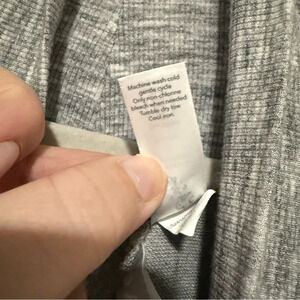 Machine wash cold
gentle cycle
Only non-chlorine
bleach when needed
Tumble dry low
Cool iron.